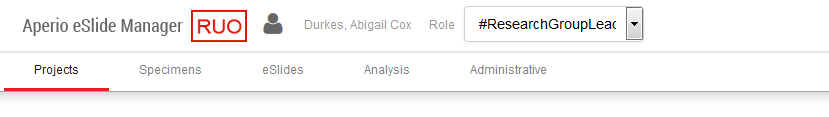 Aperio eSlide Manager RUO Durkes, Abigail Cox Role #ResearchGroupLead
Projects Specimens eSlides Analysis Administrative